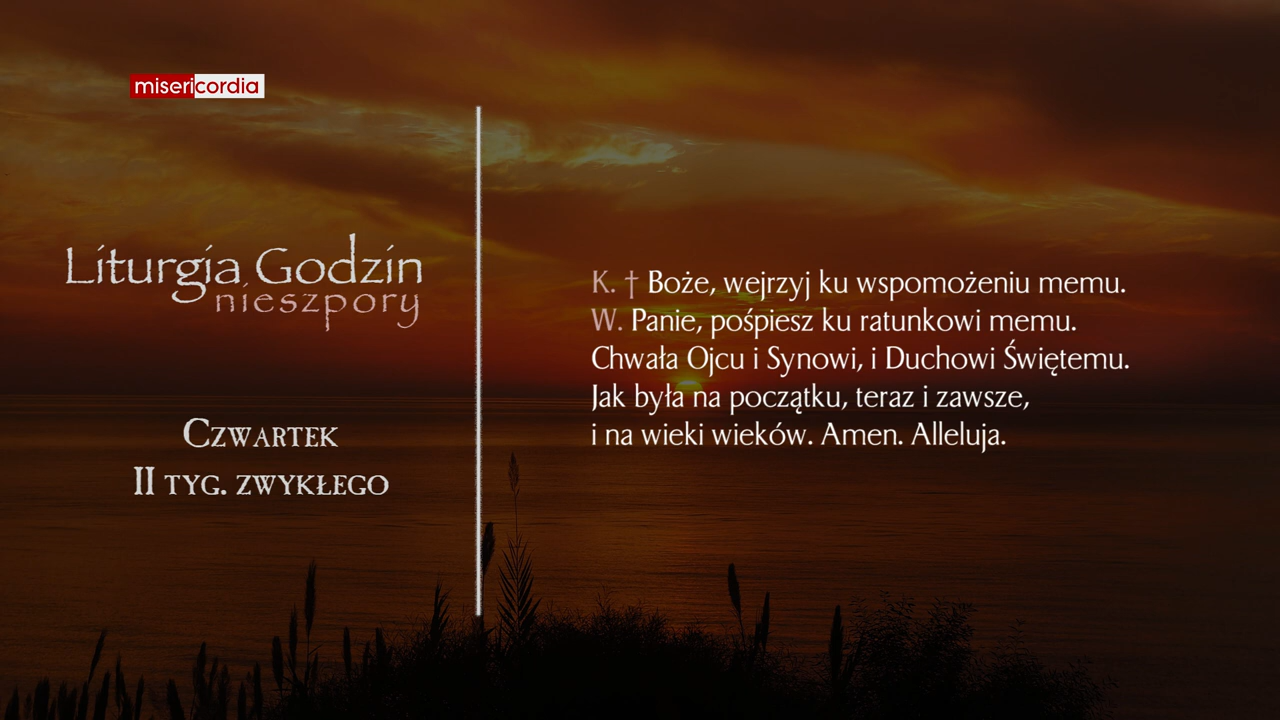 misericordia
Liturgia Godzin
nieszpory
Czwartek
II tyg. zwykłego
K. † Boże, wejrzyj ku wspomożeniu memu.
W. Panie, pośpiesz ku ratunkowi memu.
Chwała Ojcu i Synowi, i Duchowi Świętemu.
Jak była na początku, teraz i zawsze,
i na wieki wieków. Amen. Alleluja.